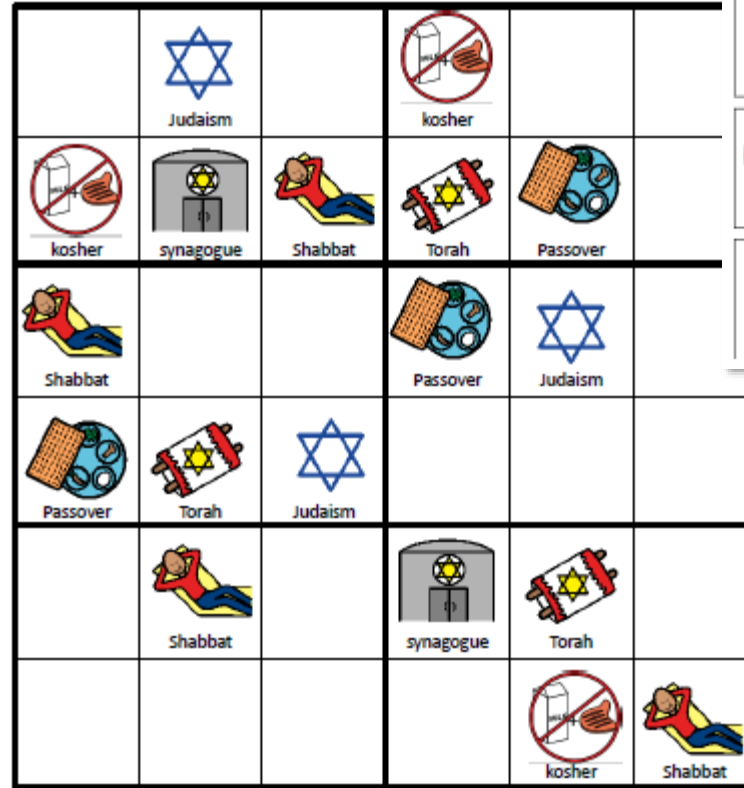 Judaism kosher
kosher synagogue Shabbat Torah Passover
Shabbat Passover Judaism
Passover Torah Judaism
Shabbat synagogue Torah
kosher Shabbat